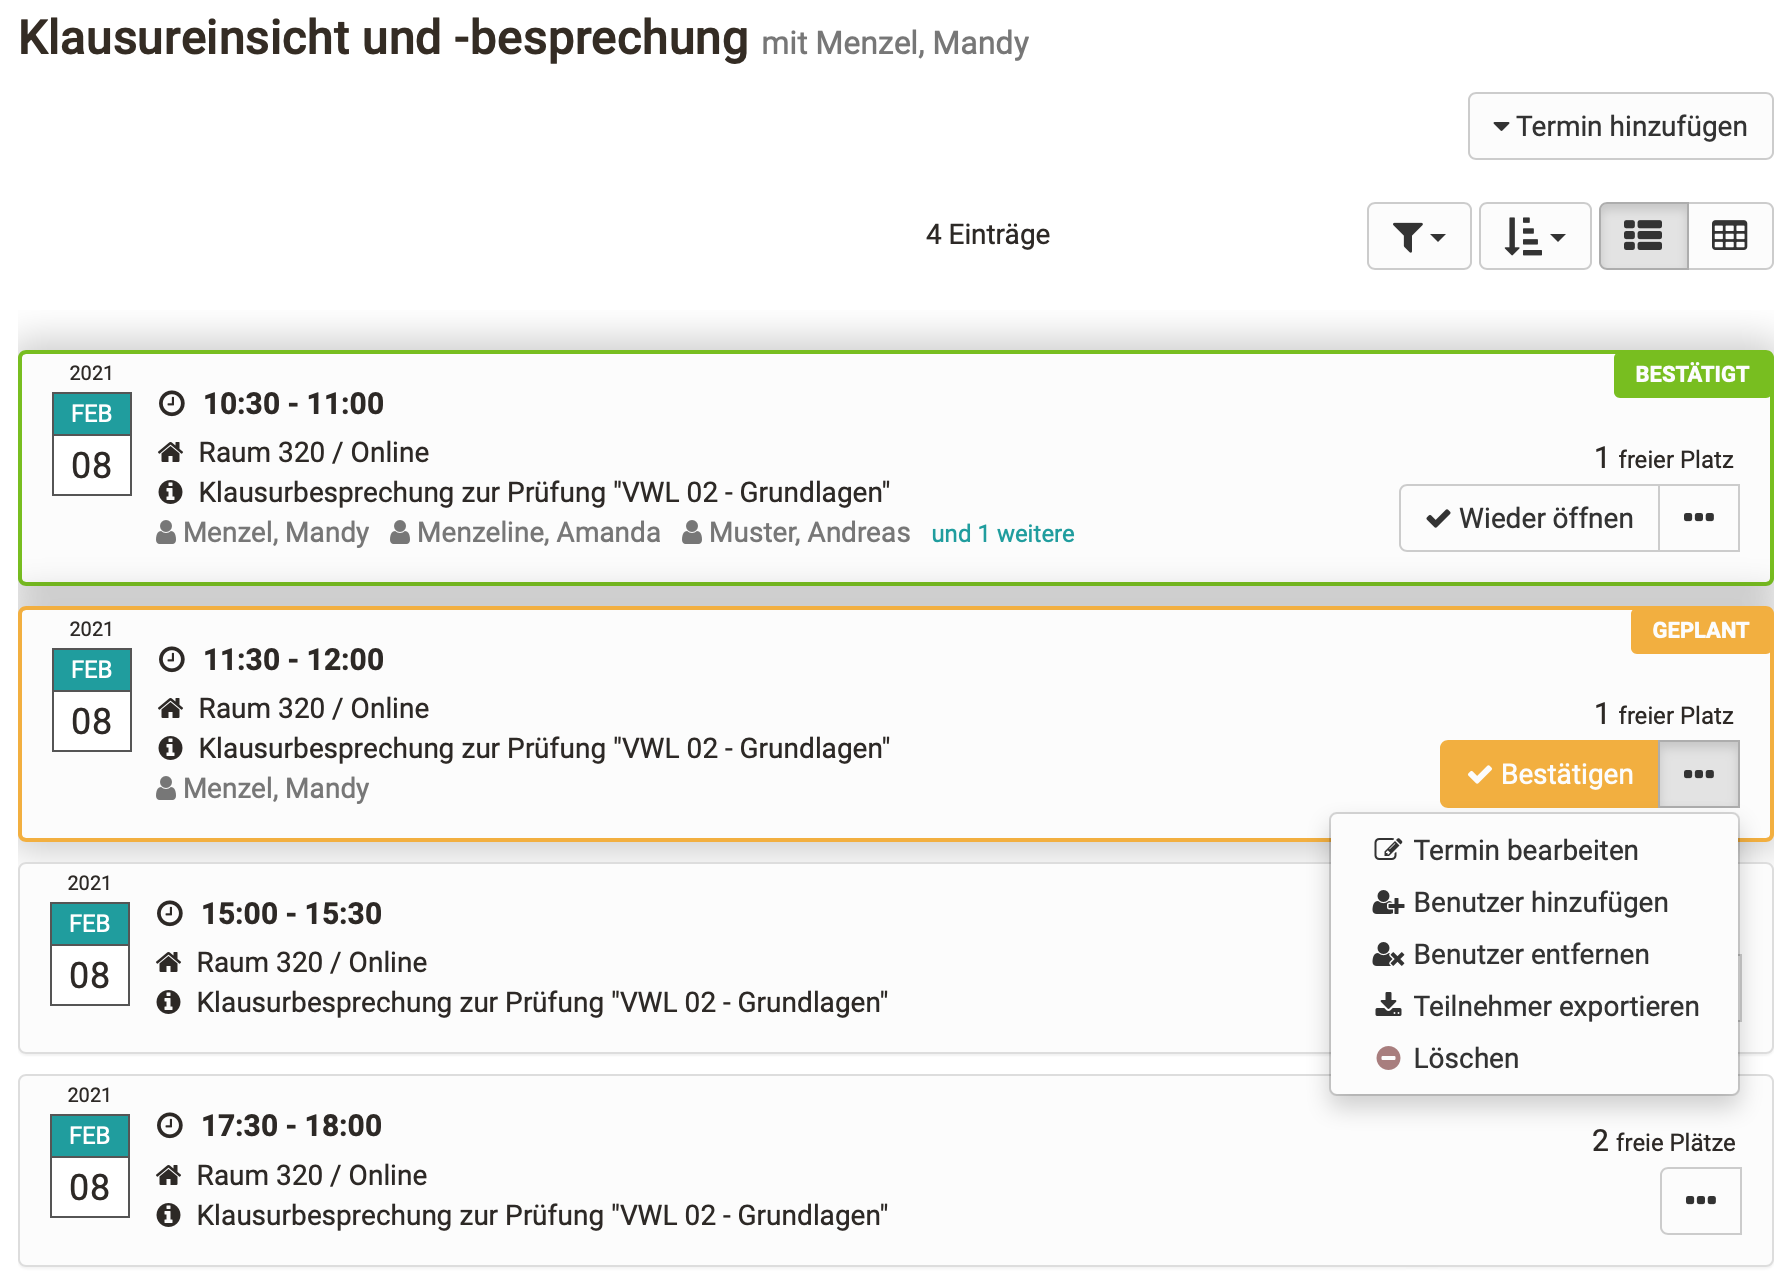 Klausureinsicht und -besprechung mit Menzel, Mandy
Termin hinzufügen
4 Einträge
2021
FEB
08
10:30 - 11:00
Raum 320 / Online
Klausurbesprechung zur Prüfung "VWL 02 - Grundlagen"
Menzel, Mandy Menzeline, Amanda Muster, Andreas und 1 weitere
BESTÄTIGT
1 freier Platz
Wieder öffnen
2021
FEB
08
11:30 - 12:00
Raum 320 / Online
Klausurbesprechung zur Prüfung "VWL 02 - Grundlagen"
Menzel, Mandy
GEPLANT
1 freier Platz
Bestätigen
Termin bearbeiten
Benutzer hinzufügen
Benutzer entfernen
Teilnehmer exportieren
Löschen
2021
FEB
08
15:00 - 15:30
Raum 320 / Online
Klausurbesprechung zur Prüfung "VWL 02 - Grundlagen"
2021
FEB
08
17:30 - 18:00
Raum 320 / Online
Klausurbesprechung zur Prüfung "VWL 02 - Grundlagen"
2 freie Plätze